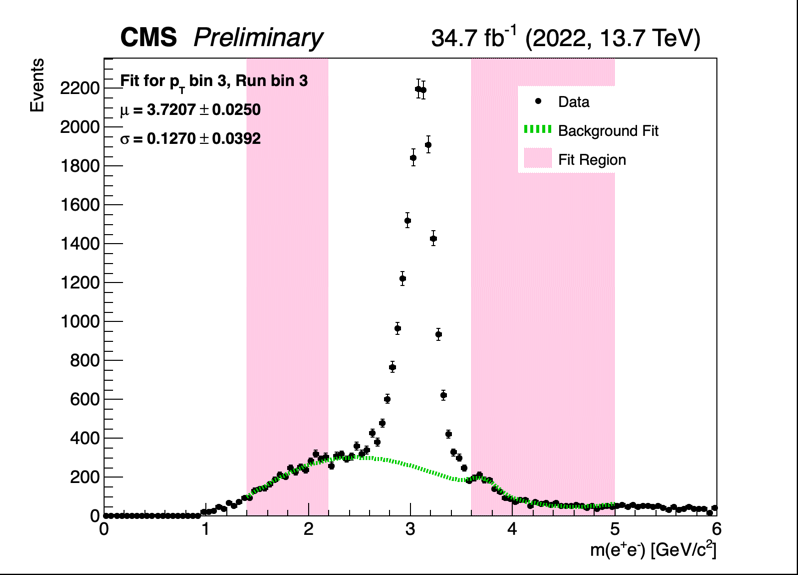 CMS Preliminary 34.7 fb⁻¹ (2022, 13.7 TeV)
Events
Fit for p_T bin 3, Run bin 3
μ = 3.7207 ± 0.0250
σ = 0.1270 ± 0.0392
Data
Background Fit
Fit Region
2200
2000
1800
1600
1400
1200
1000
800
600
400
200
0
0 1 2 3 4 5 6
m(e⁺e⁻) [GeV/c²]